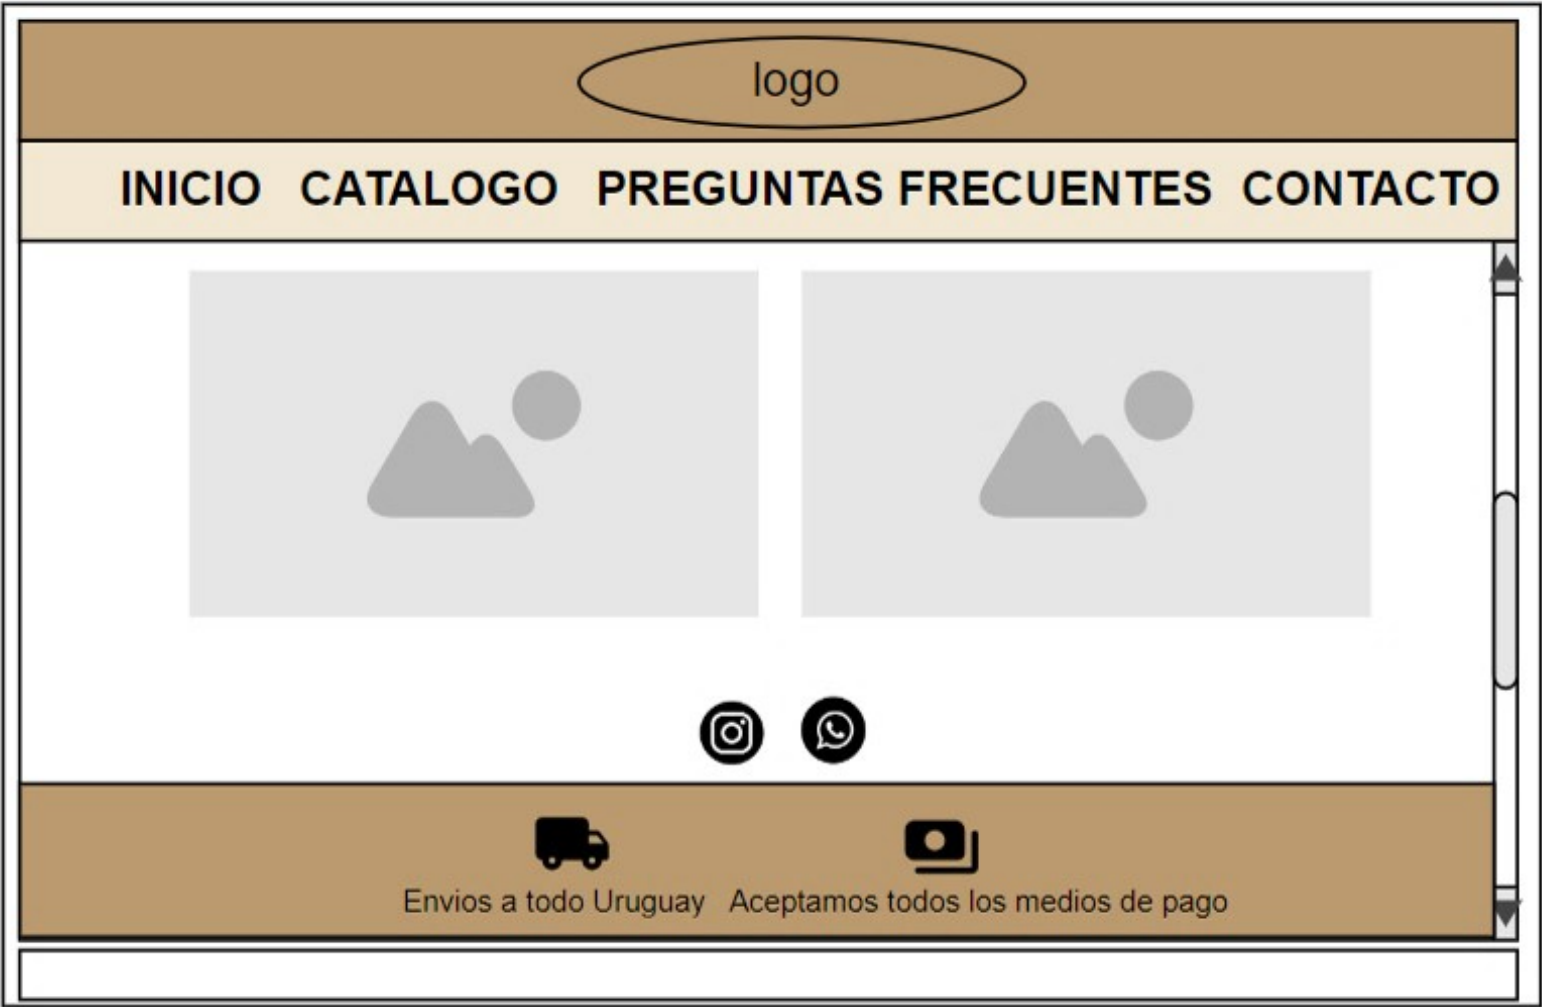 logo
INICIO CATALOGO PREGUNTAS FRECUENTES CONTACTO
Envios a todo Uruguay Aceptamos todos los medios de pago